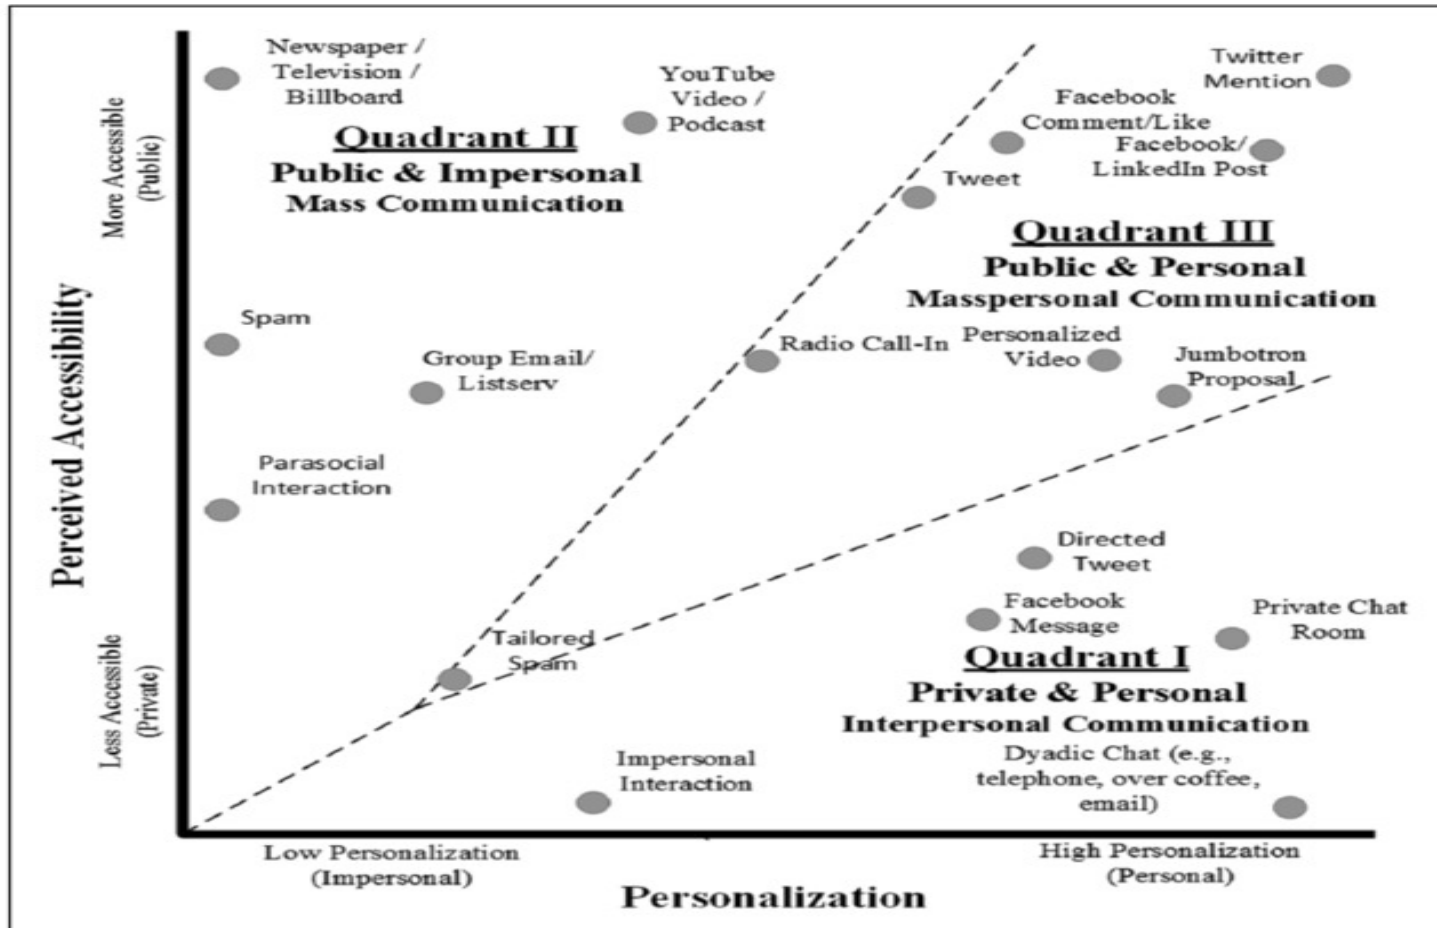 Newspaper /
Television /
Billboard
YouTube
Video /
Podcast
Twitter
Mention
Facebook
Comment/Like
Facebook/
LinkedIn Post
Tweet
Quadrant II
Public & Impersonal
Mass Communication
Quadrant III
Public & Personal
Masspersonal Communication
Spam
Group Email/
Listserv
Radio Call-In
Personalized
Video
Jumbotron
Proposal
Parasocial
Interaction
Directed
Tweet
Facebook
Message
Private Chat
Room
Tailored
Spam
Quadrant I
Private & Personal
Interpersonal Communication
Dyadic Chat (e.g.,
telephone, over coffee,
email)
Impersonal
Interaction
More Accessible
(Public)
Perceived Accessibility
Less Accessible
(Private)
Low Personalization
(Impersonal)
High Personalization
(Personal)
Personalization